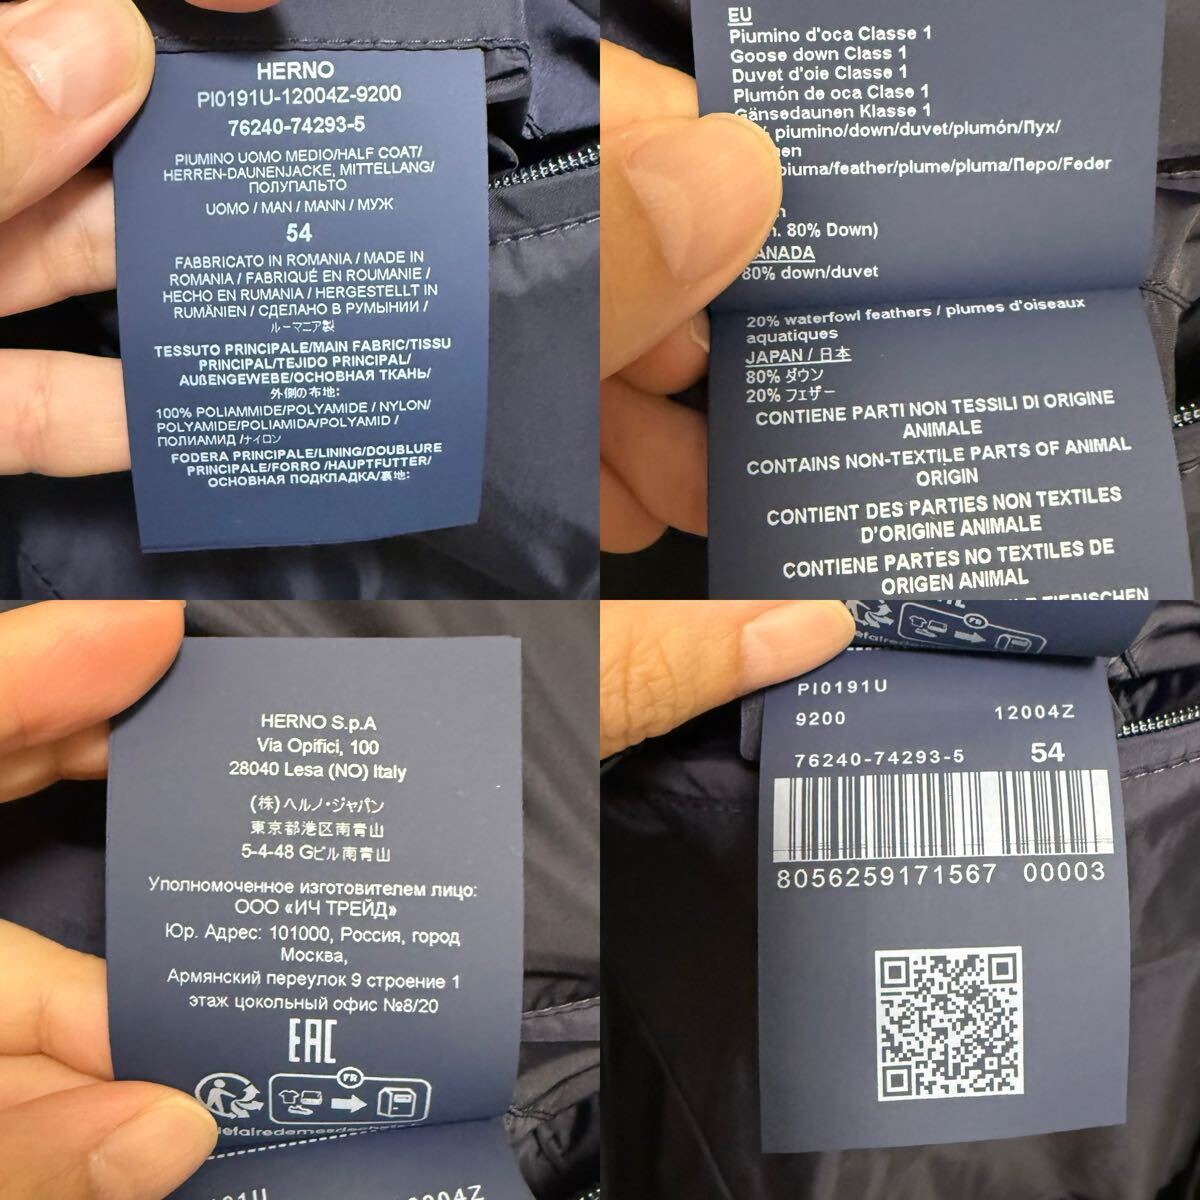 HERNO
PI0191U-12004Z-9200
76240-74293-5
PIUMINO UOMO MEDIO/HALF COAT/
HERREN-DAUNENJACKE, MITTELLANG/
ПОЛУПАЛЬТО
UOMO / MAN / MANN / МУЖ
54
FABBRICATO IN ROMANIA / MADE IN
ROMANIA / FABRIQUÉ EN ROUMANIE /
HECHO EN RUMANIA / HERGESTELLT IN
RUMÄNIEN / СДЕЛАНО В РУМЫНИИ /
ルーマニア製
TESSUTO PRINCIPALE/MAIN FABRIC/TISSU
PRINCIPAL/TEJIDO PRINCIPAL/
AUßENGEWEBE/ОСНОВНАЯ ТКАНЬ/
外側の布地:
100% POLIAMMIDE/POLYAMIDE / NYLON/
POLYAMIDE/POLIAMIDA/POLYAMID /
ПОЛИАМИД /ナイロン
FODERA PRINCIPALE/LINING/DOUBLURE
PRINCIPALE/FORRO /HAUPTFUTTER/
ОСНОВНАЯ ПОДКЛАДКА/裏地:
EU
Piumino d'oca Classe 1
Goose down Class 1
Duvet d'oie Classe 1
Plumón de oca Clase 1
Gänsedaunen Klasse 1
% piumino/down/duvet/plumón/Пух/
piuma/feather/plume/pluma/Перо/Feder
80% Down)
CANADA
80% down/duvet
20% waterfowl feathers / plumes d'oiseaux
aquatiques
JAPAN / 日本
80% ダウン
20% フェザー
CONTIENE PARTI NON TESSILI DI ORIGINE
ANIMALE
CONTAINS NON-TEXTILE PARTS OF ANIMAL
ORIGIN
CONTIENT DES PARTIES NON TEXTILES
D'ORIGINE ANIMALE
CONTIENE PARTES NO TEXTILES DE
ORIGEN ANIMAL
TIERISCHEN
HERNO S.p.A
Via Opifici, 100
28040 Lesa (NO) Italy
(株)ヘルノ・ジャパン
東京都港区南青山
5-4-48 Gビル南青山
Уполномоченное изготовителем лицо:
ООО «ИЧ ТРЕЙД»
Юр. Адрес: 101000, Россия, город
Москва,
Армянский переулок 9 строение 1
этаж цокольный офис №8/20
EAC
FR
PI0191U
9200 12004Z
76240-74293-5 54
8056259171567 00003